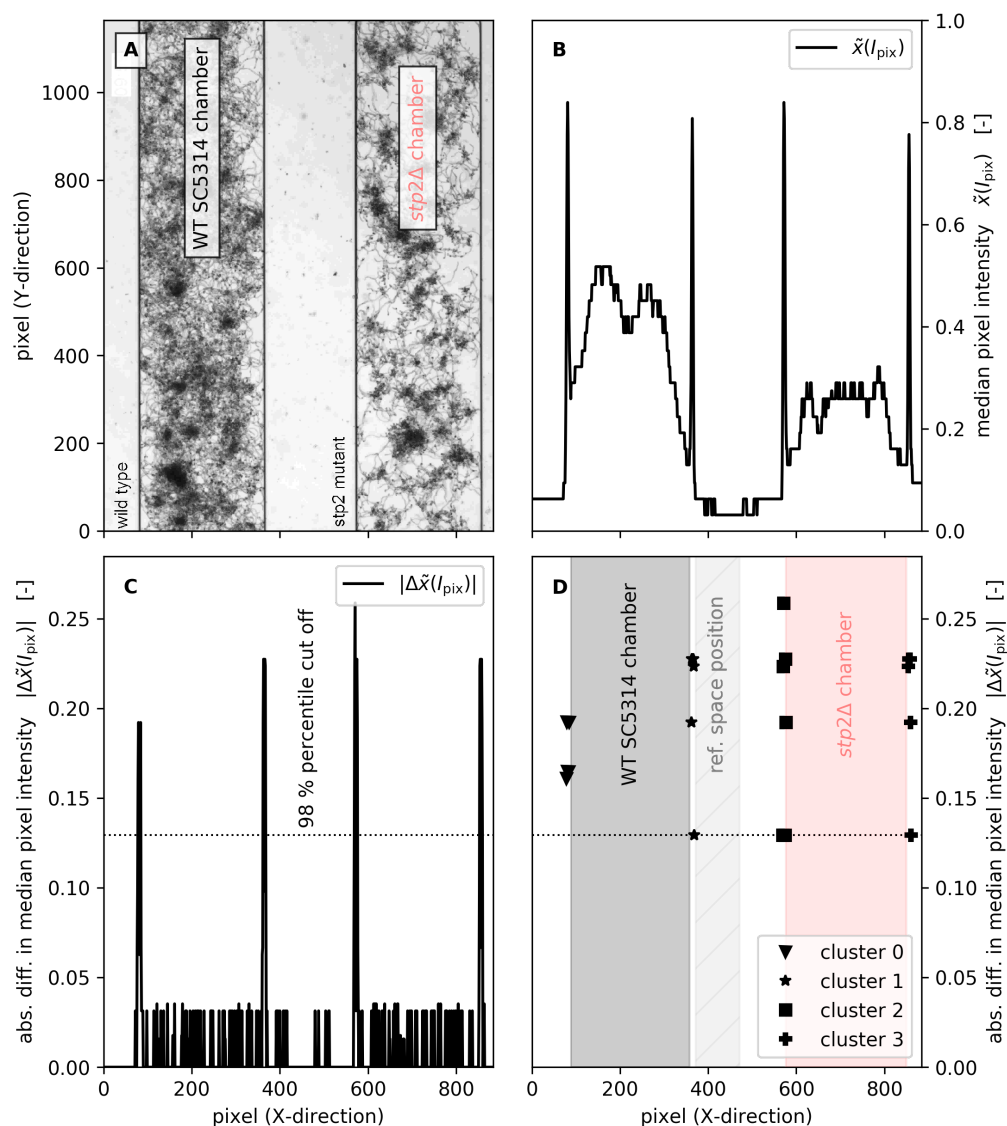 A
WT SC5314 chamber
stp2Δ chamber
wild type
stp2 mutant
pixel (Y-direction)
1000
800
600
400
200
0
B
x̃(I_pix)
1.0
0.8
0.6
0.4
0.2
0.0
median pixel intensity x̃(I_pix) [-]
C
|Δx̃(I_pix)|
98 % percentile cut off
abs. diff. in median pixel intensity |Δx̃(I_pix)| [-]
0.25
0.20
0.15
0.10
0.05
0.00
0 200 400 600 800
pixel (X-direction)
D
WT SC5314 chamber
ref. space position
stp2Δ chamber
cluster 0
cluster 1
cluster 2
cluster 3
0.25
0.20
0.15
0.10
0.05
0.00
abs. diff. in median pixel intensity |Δx̃(I_pix)| [-]
0 200 400 600 800
pixel (X-direction)